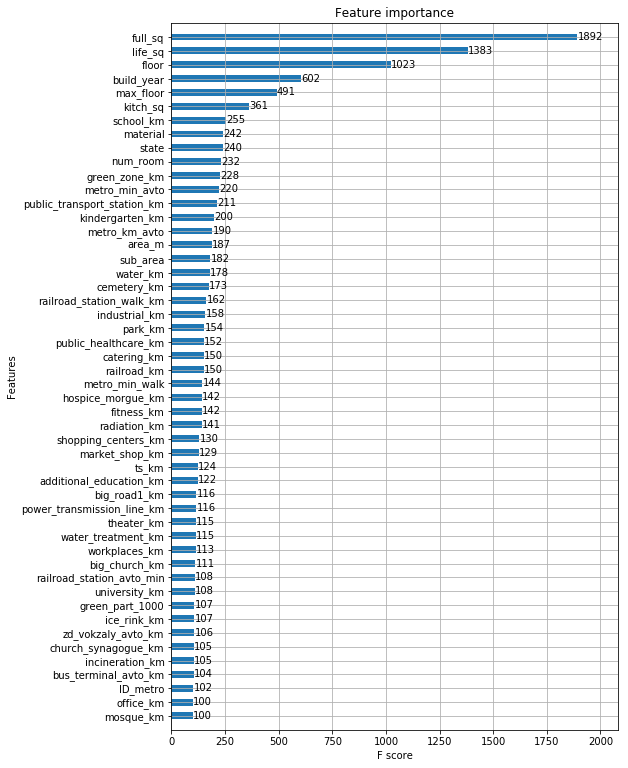 Feature importance
full_sq 1892
life_sq 1383
floor 1023
build_year 602
max_floor 491
kitch_sq 361
school_km 255
material 242
state 240
num_room 232
green_zone_km 228
metro_min_avto 220
public_transport_station_km 211
kindergarten_km 200
metro_km_avto 190
area_m 187
sub_area 182
water_km 178
cemetery_km 173
railroad_station_walk_km 162
industrial_km 158
park_km 154
public_healthcare_km 152
catering_km 150
railroad_km 150
metro_min_walk 144
hospice_morgue_km 142
fitness_km 142
radiation_km 141
shopping_centers_km 130
market_shop_km 129
ts_km 124
additional_education_km 122
big_road1_km 116
power_transmission_line_km 116
theater_km 115
water_treatment_km 115
workplaces_km 113
big_church_km 111
railroad_station_avto_min 108
university_km 108
green_part_1000 107
ice_rink_km 107
zd_vokzaly_avto_km 106
church_synagogue_km 105
incineration_km 105
bus_terminal_avto_km 104
ID_metro 102
office_km 100
mosque_km 100
0 250 500 750 1000 1250 1500 1750 2000
F score
Features